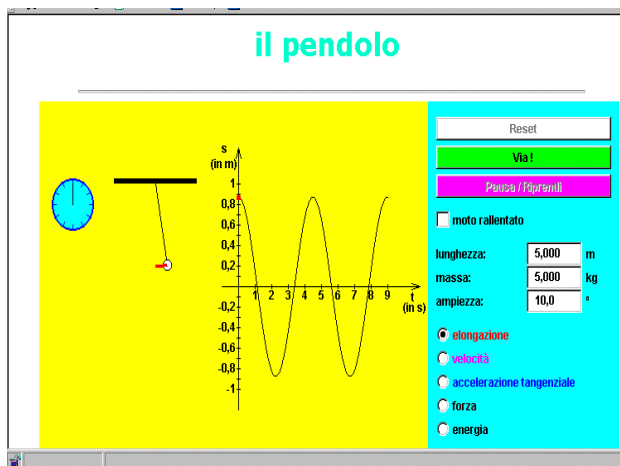 il pendolo
Reset
Via !
Pausa / Riprendi
moto rallentato
lunghezza: 5,000 m
massa: 5,000 kg
ampiezza: 10,0 °
elongazione
velocità
accelerazione tangenziale
forza
energia
s
(in m)
1
0,8
0,6
0,4
0,2
1 2 3 4 5 6 7 8 9
t
(in s)
-0,2
-0,4
-0,6
-0,8
-1